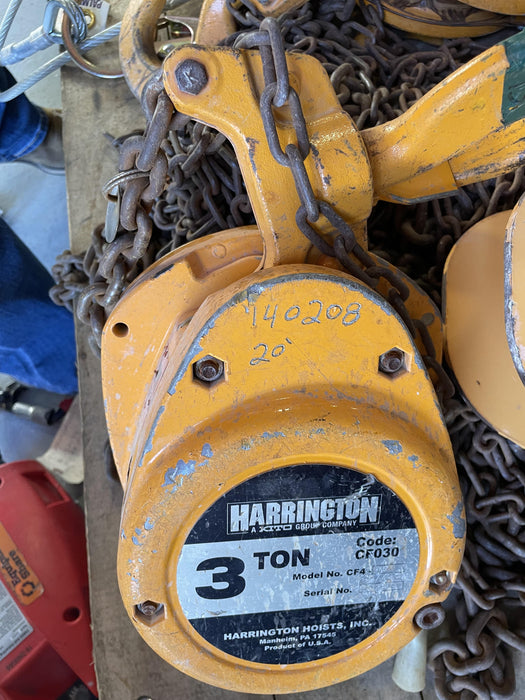 140208
20'
HARRINGTON
A KITO GROUP COMPANY
3 TON
Code:
CF030
Model No. CF4
Serial No.
HARRINGTON HOISTS, INC.
Manheim, PA 17545
Product of U.S.A.
Squids